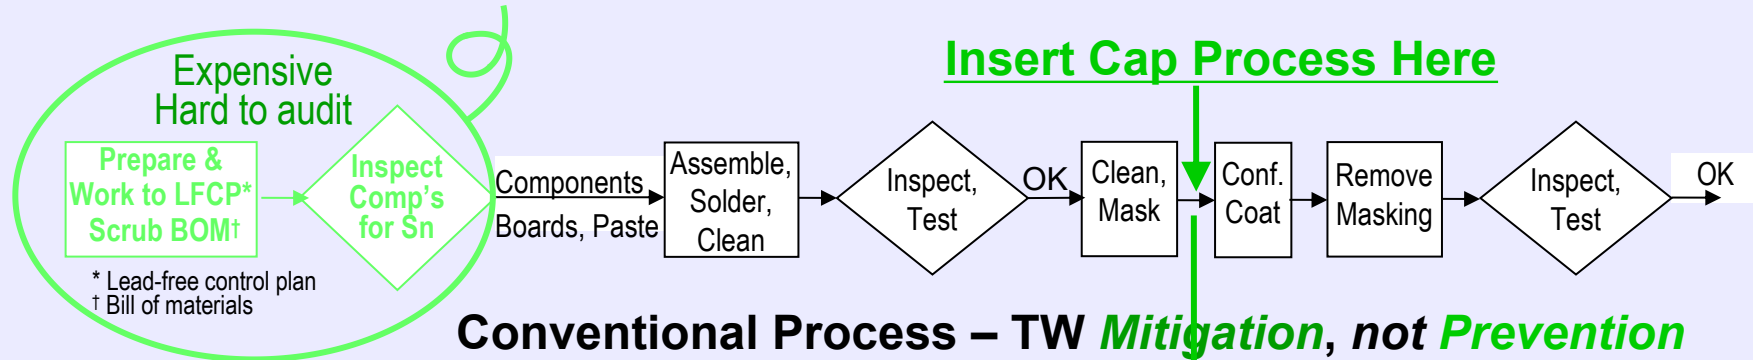 Insert Cap Process Here
Expensive
Hard to audit
Prepare &
Work to LFCP*
Scrub BOM†
Inspect
Comp's
for Sn
Components
Boards, Paste
Assemble,
Solder,
Clean
Inspect,
Test
OK
Clean,
Mask
Conf.
Coat
Remove
Masking
Inspect,
Test
OK
* Lead-free control plan
† Bill of materials
Conventional Process – TW Mitigation, not Prevention